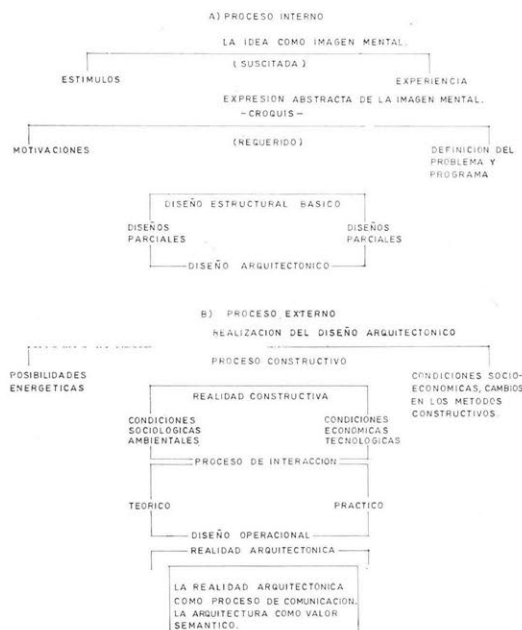 A) PROCESO INTERNO
LA IDEA COMO IMAGEN MENTAL.
(SUSCITADA)
ESTIMULOS
EXPERIENCIA
EXPRESION ABSTRACTA DE LA IMAGEN MENTAL.
-CROQUIS-
(REQUERIDO)
MOTIVACIONES
DEFINICION DEL
PROBLEMA Y
PROGRAMA
DISEÑO ESTRUCTURAL BASICO
DISEÑOS
PARCIALES
DISEÑOS
PARCIALES
DISEÑO ARQUITECTONICO
B) PROCESO EXTERNO
REALIZACION DEL DISEÑO ARQUITECTONICO
PROCESO CONSTRUCTIVO
POSIBILIDADES
ENERGETICAS
CONDICIONES SOCIO-
ECONOMICAS, CAMBIOS
EN LOS METODOS
CONSTRUCTIVOS.
REALIDAD CONSTRUCTIVA
CONDICIONES
SOCIOLOGICAS
AMBIENTALES
CONDICIONES
ECONOMICAS
TECNOLOGICAS
PROCESO DE INTERACCION
TEORICO
PRACTICO
DISEÑO OPERACIONAL
REALIDAD ARQUITECTONICA
LA REALIDAD ARQUITECTONICA
COMO PROCESO DE COMUNICACION.
LA ARQUITECTURA COMO VALOR
SEMANTICO.